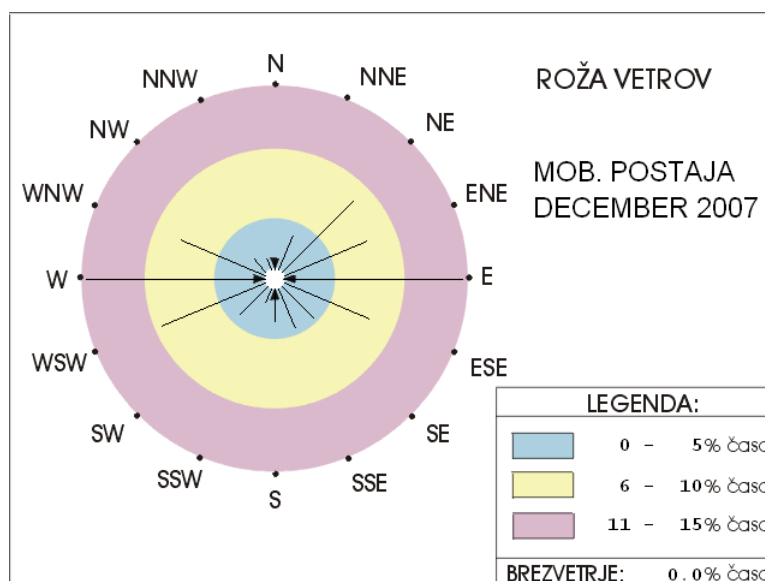 ROŽA VETROV
MOB. POSTAJA
DECEMBER 2007
N
NNE
NE
ENE
E
ESE
SE
SSE
S
SSW
SW
WSW
W
WNW
NW
NNW
LEGENDA:
0 - 5% časa
6 - 10% časa
11 - 15% časa
BREZVETRJE: 0.0% časa